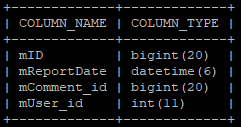 +--------------+-------------+
| COLUMN_NAME | COLUMN_TYPE |
+--------------+-------------+
| mID | bigint(20) |
| mReportDate | datetime(6) |
| mComment_id | bigint(20) |
| mUser_id | int(11) |
+--------------+-------------+